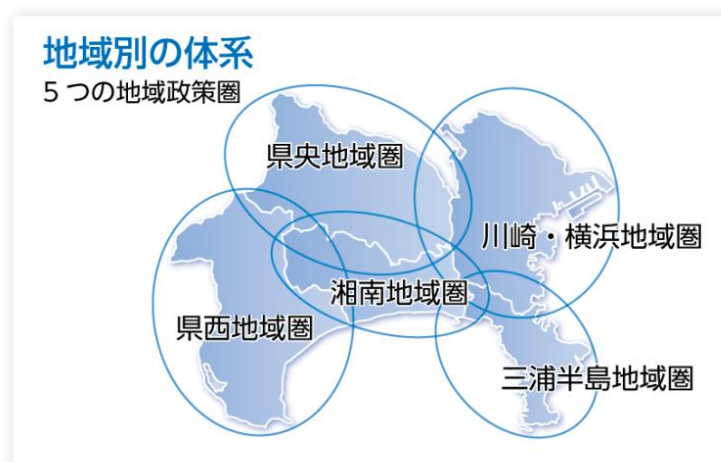 地域別の体系
5つの地域政策圏
県央地域圏
川崎・横浜地域圏
湘南地域圏
県西地域圏
三浦半島地域圏